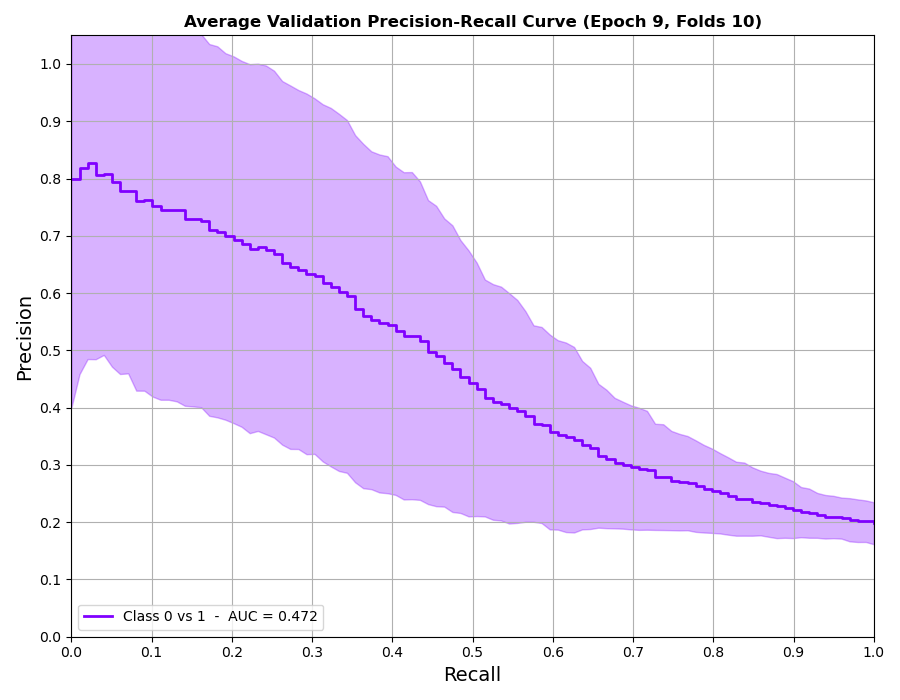 Average Validation Precision-Recall Curve (Epoch 9, Folds 10)
Precision
1.0
0.9
0.8
0.7
0.6
0.5
0.4
0.3
0.2
0.1
0.0
Class 0 vs 1 - AUC = 0.472
0.0 0.1 0.2 0.3 0.4 0.5 0.6 0.7 0.8 0.9 1.0
Recall